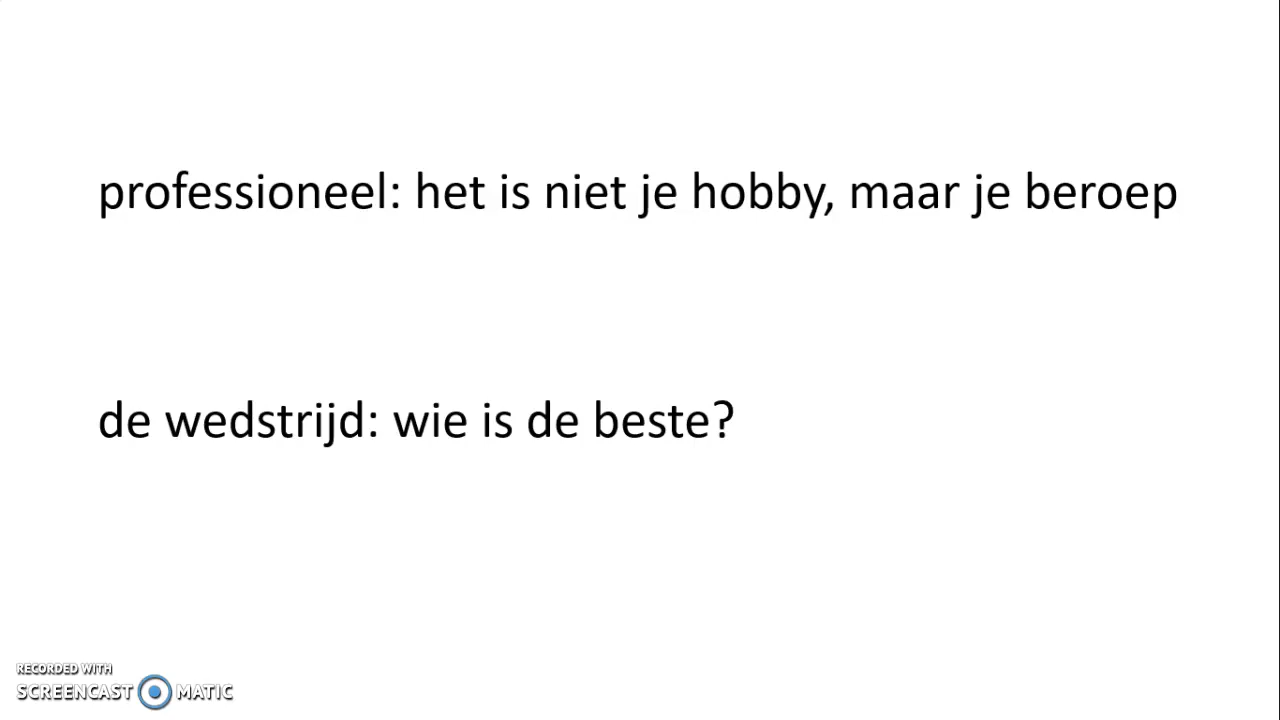 professioneel: het is niet je hobby, maar je beroep
de wedstrijd: wie is de beste?
RECORDED WITH
SCREENCAST MATIC